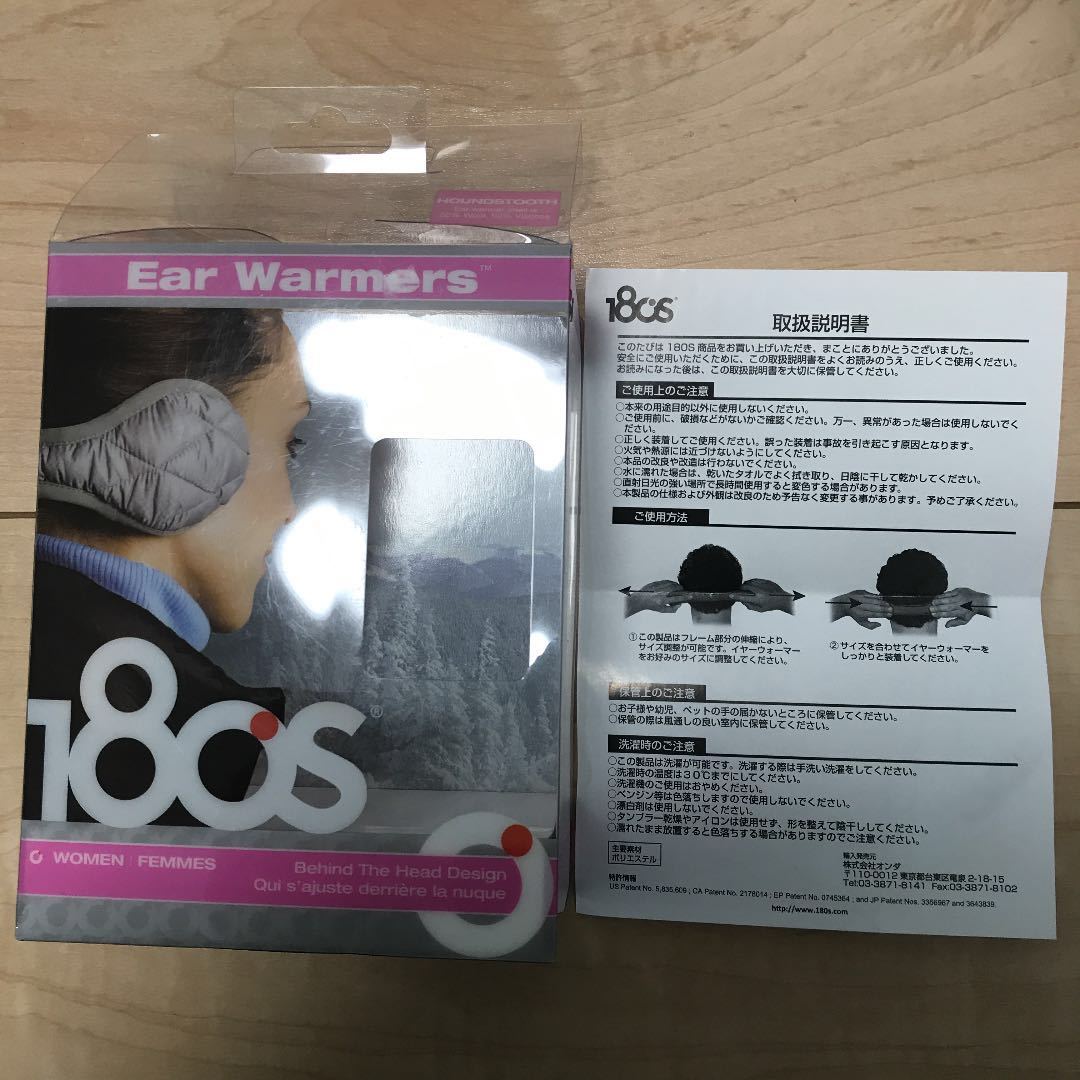 HOUNDSTOOTH
Ear Warmers™
180s®
WOMEN | FEMMES
Behind The Head Design
Qui s'ajuste derrière la nuque
180s®
取扱説明書
このたびは 180S 商品をお買い上げいただき、まことにありがとうございました。
安全にご使用いただくために、この取扱説明書をよくお読みのうえ、正しくご使用ください。
お読みになった後は、この取扱説明書を大切に保管してください。
ご使用上のご注意
○本来の用途目的以外に使用しないください。
○ご使用前に、破損などがないかご確認ください。万一、異常があった場合は使用しないでく
ださい。
○正しく装着してご使用ください。誤った装着は事故を引き起こす原因となります。
○火気や熱源には近づけないようにしてください。
○本品の改良や改造は行わないでください。
○水に濡れた場合は、乾いたタオルでよく拭き取り、日陰に干して乾かしてください。
○直射日光の強い場所で長時間使用すると変色する場合があります。
○本製品の仕様および外観は改良のため予告なく変更する事があります。予めご了承ください。
ご使用方法
①この製品はフレーム部分の伸縮により、
サイズ調整が可能です。イヤーウォーマー
をお好みのサイズに調整してください。
②サイズを合わせてイヤーウォーマーを
しっかりと装着してください。
保管上のご注意
○お子様や幼児、ペットの手の届かないところに保管してください。
○保管の際は風通しの良い室内に保管してください。
洗濯時のご注意
○この製品は洗濯が可能です。洗濯する際は手洗い洗濯をしてください。
○洗濯時の温度は30℃までにしてください。
○洗濯機のご使用はおやめください。
○ベンジン等は色落ちしますので使用しないでください。
○漂白剤は使用しないでください。
○タンブラー乾燥やアイロンは使用せず、形を整えて陰干ししてください。
○濡れたまま放置すると色落ちする場合がありますのでご注意ください。
主要素材
ポリエステル
輸入発売元
株式会社オンダ
〒110-0012 東京都台東区竜泉 2-18-15
Tel:03-3871-8141 Fax:03-3871-8102
特許情報
US Patent No. 5,835,609 ; CA Patent No. 2178014 ; EP Patent No. 0745364 ; and JP Patent Nos. 3356967 and 3643839.
http://www.180s.com